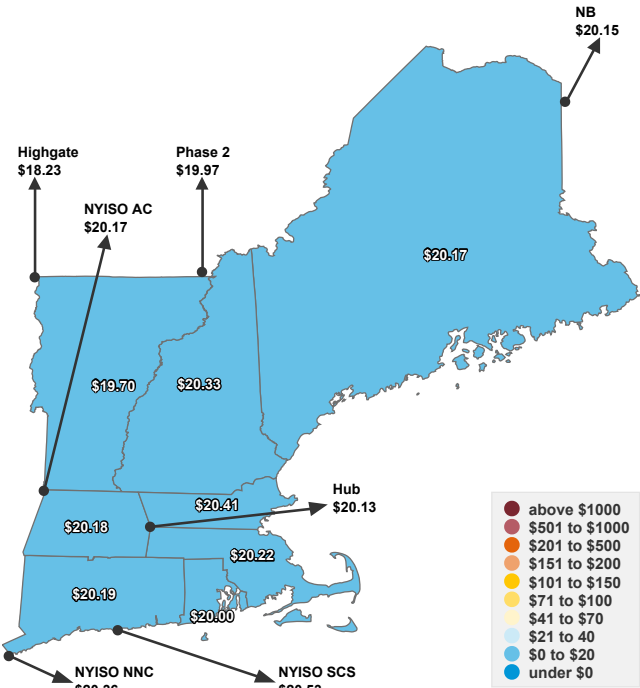 NB
$20.15
Highgate
$18.23
Phase 2
$19.97
NYISO AC
$20.17
$20.17
$19.70
$20.33
$20.41
Hub
$20.13
$20.18
$20.22
$20.19
$20.00
NYISO NNC
NYISO SCS
above $1000
$501 to $1000
$201 to $500
$151 to $200
$101 to $150
$71 to $100
$41 to $70
$21 to 40
$0 to $20
under $0